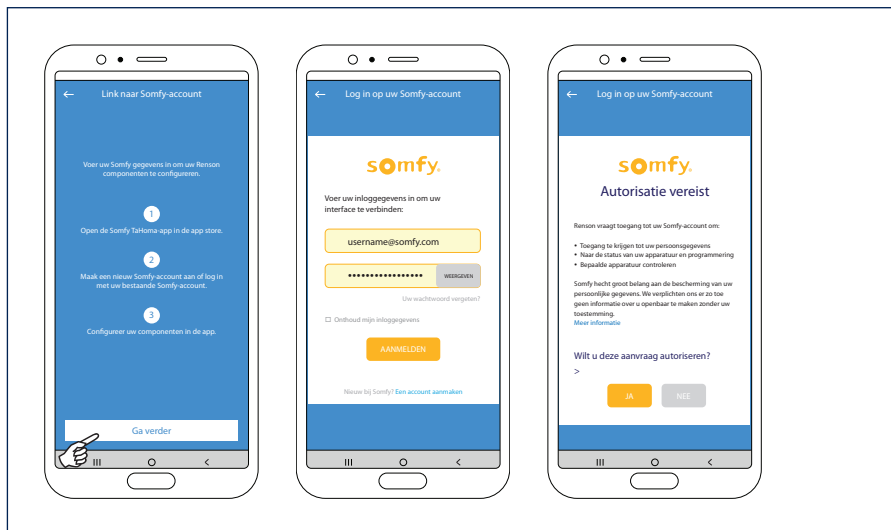 Link naar Somfy-account
Voer uw Somfy gegevens in om uw Renson
componenten te configureren.
1
Open de Somfy TaHoma-app in de app store.
2
Maak een nieuw Somfy-account aan of log in
met uw bestaande Somfy-account.
3
Configureer uw componenten in de app.
Ga verder
Log in op uw Somfy-account
somfy.
Voer uw inloggegevens in om uw
interface te verbinden:
username@somfy.com
••••••••••••••••• WEERGEVEN
Uw wachtwoord vergeten?
Onthoud mijn inloggegevens
AANMELDEN
Nieuw bij Somfy? Een account aanmaken
Log in op uw Somfy-account
somfy.
Autorisatie vereist
Renson vraagt toegang tot uw Somfy-account om:
• Toegang te krijgen tot uw persoonsgegevens
• Naar de status van uw apparatuur en programmering
• Bepaalde apparatuur controleren
Somfy hecht groot belang aan de bescherming van uw
persoonlijke gegevens. We verplichten ons er zo toe
geen informatie over u openbaar te maken zonder uw
toestemming.
Meer informatie
Wilt u deze aanvraag autoriseren?
>
JA NEE